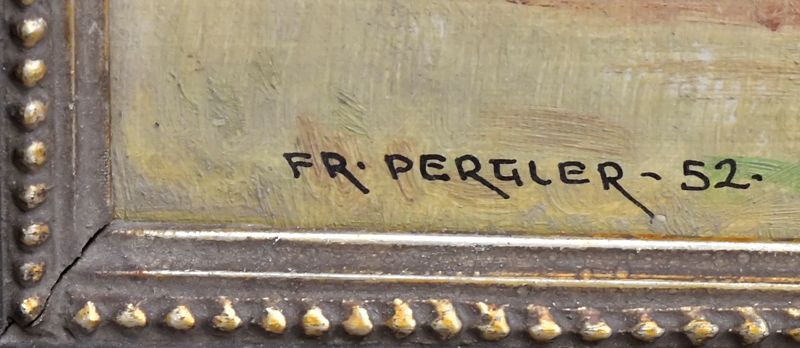 FR. PERGLER - 52.